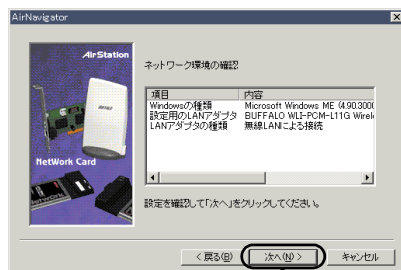 AirNavigator
AirStation
NetWork Card
ネットワーク環境の確認
項目 内容
Windowsの種類 Microsoft Windows ME (4.90.3000
設定用のLANアダプタ BUFFALO WLI-PCM-L11G Wirel
LANアダプタの種類 無線LANによる接続
設定を確認して「次へ」をクリックしてください。
< 戻る(B) 次へ(N) > キャンセル